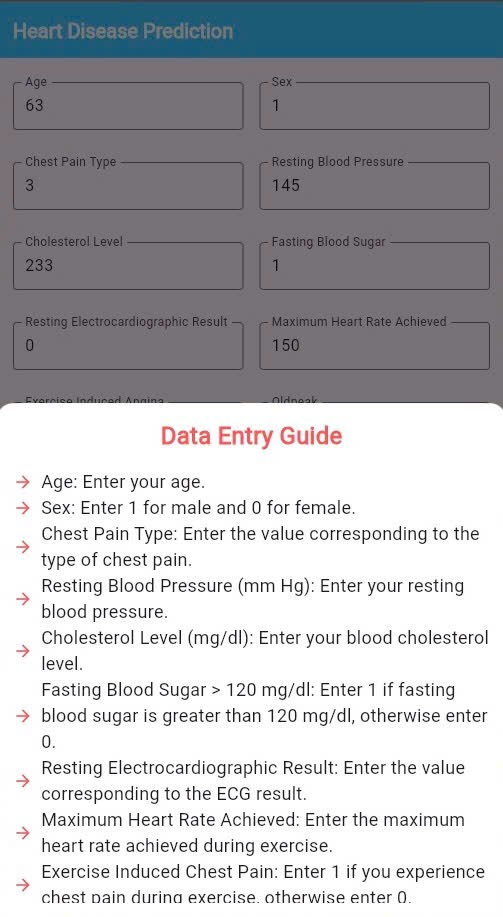 Heart Disease Prediction
Age
Sex
63
1
Chest Pain Type
Resting Blood Pressure
3
145
Cholesterol Level
Fasting Blood Sugar
233
1
Resting Electrocardiographic Result
Maximum Heart Rate Achieved
0
150
Exercise Induced Angina
Oldpeak
Data Entry Guide
→ Age: Enter your age.
→ Sex: Enter 1 for male and 0 for female.
→ Chest Pain Type: Enter the value corresponding to the
type of chest pain.
→ Resting Blood Pressure (mm Hg): Enter your resting
blood pressure.
→ Cholesterol Level (mg/dl): Enter your blood cholesterol
level.
→ Fasting Blood Sugar > 120 mg/dl: Enter 1 if fasting
blood sugar is greater than 120 mg/dl, otherwise enter
0.
→ Resting Electrocardiographic Result: Enter the value
corresponding to the ECG result.
→ Maximum Heart Rate Achieved: Enter the maximum
heart rate achieved during exercise.
→ Exercise Induced Chest Pain: Enter 1 if you experience
chest pain during exercise, otherwise enter 0.